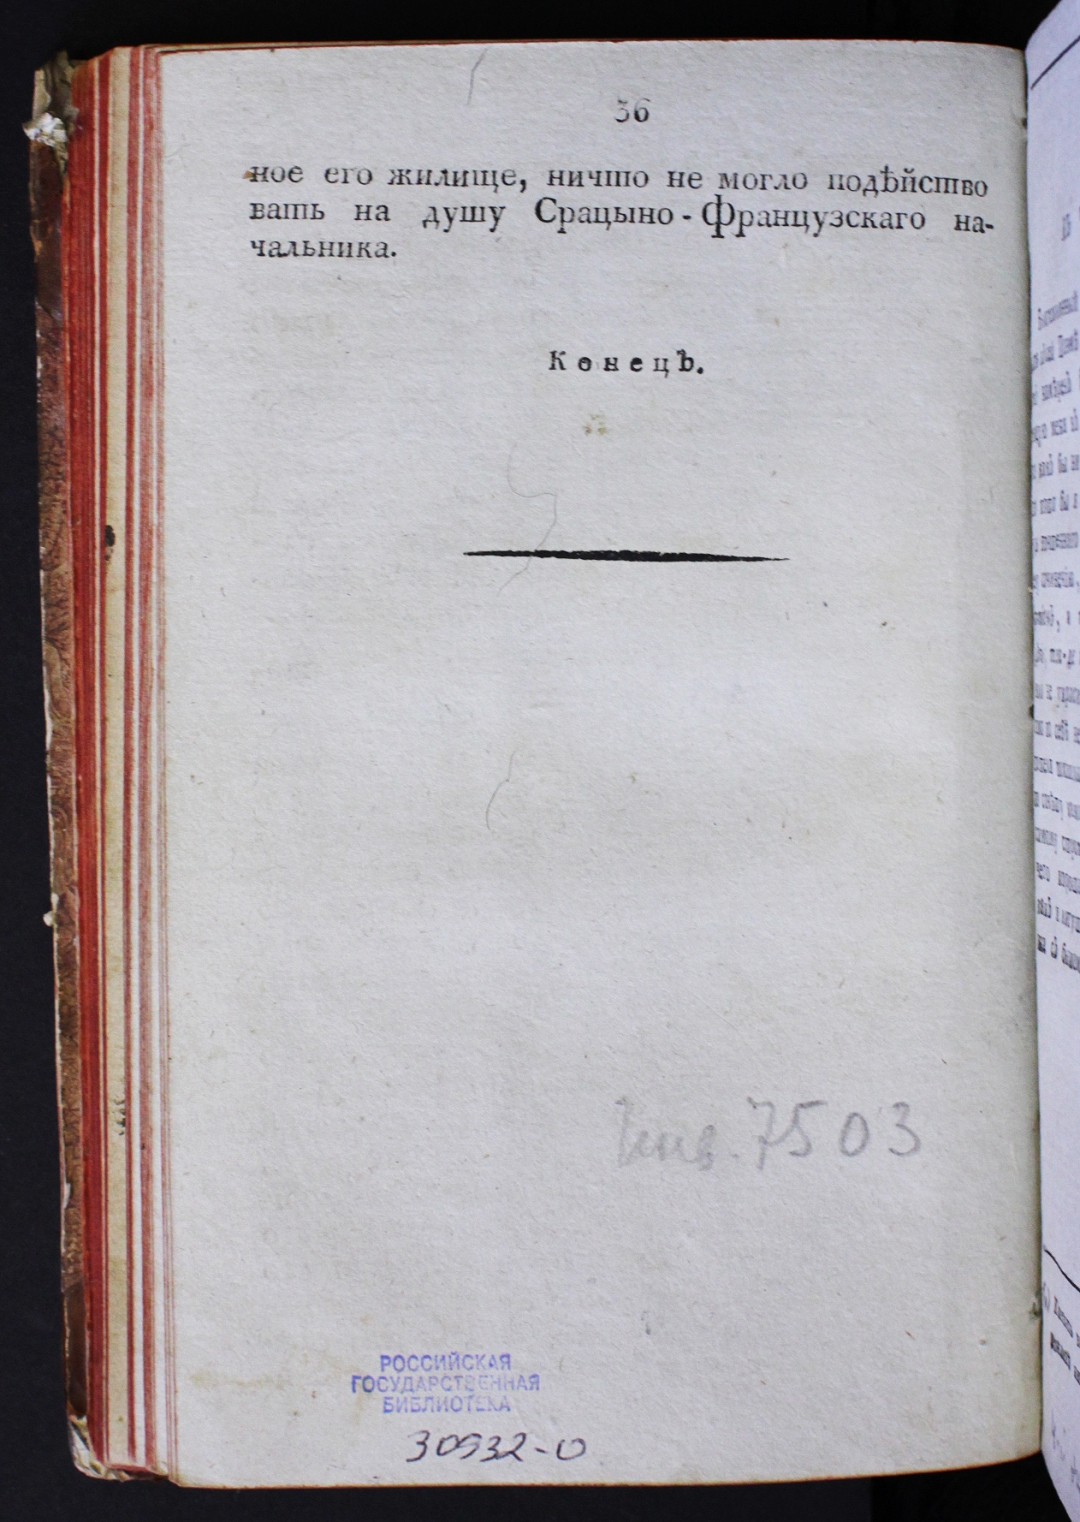 36
ное его жилище, ничто не могло подѣйство
вать на душу Срацыно-Французскаго на-
чальника.
Конецъ.
Инв. 7503
РОССИЙСКАЯ
ГОСУДАРСТВЕННАЯ
БИБЛИОТЕКА
30932-0